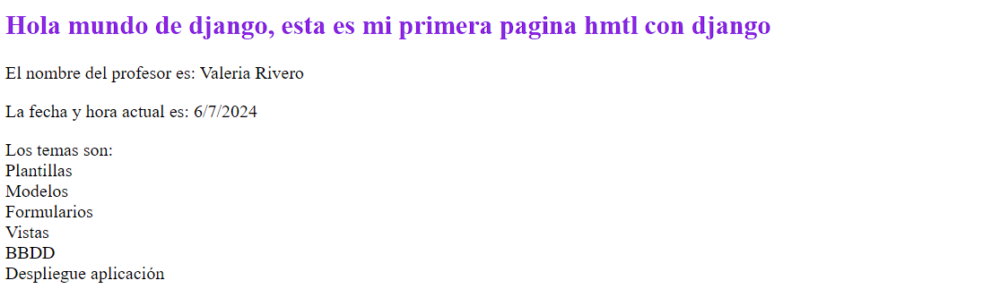 Hola mundo de django, esta es mi primera pagina hmtl con django
El nombre del profesor es: Valeria Rivero
La fecha y hora actual es: 6/7/2024
Los temas son:
Plantillas
Modelos
Formularios
Vistas
BBDD
Despliegue aplicación